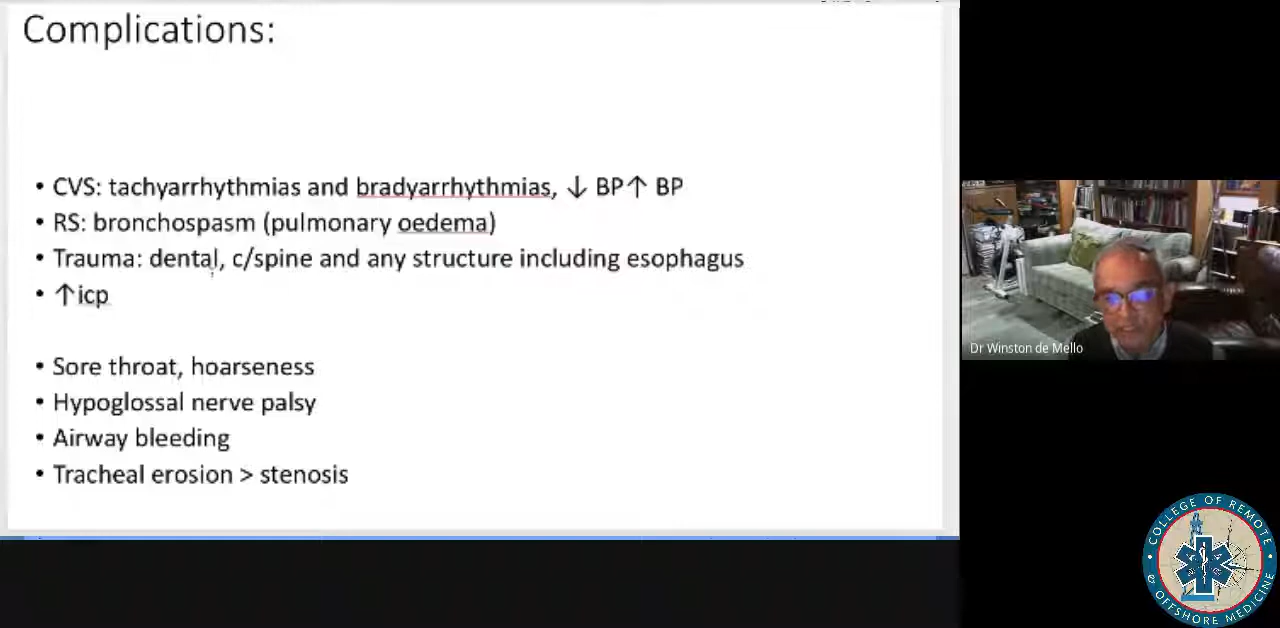 Complications:
• CVS: tachyarrhythmias and bradyarrhythmias, ↓ BP↑ BP
• RS: bronchospasm (pulmonary oedema)
• Trauma: dental, c/spine and any structure including esophagus
• ↑icp
• Sore throat, hoarseness
• Hypoglossal nerve palsy
• Airway bleeding
• Tracheal erosion > stenosis
Dr Winston de Mello
COLLEGE OF REMOTE
& OFFSHORE MEDICINE